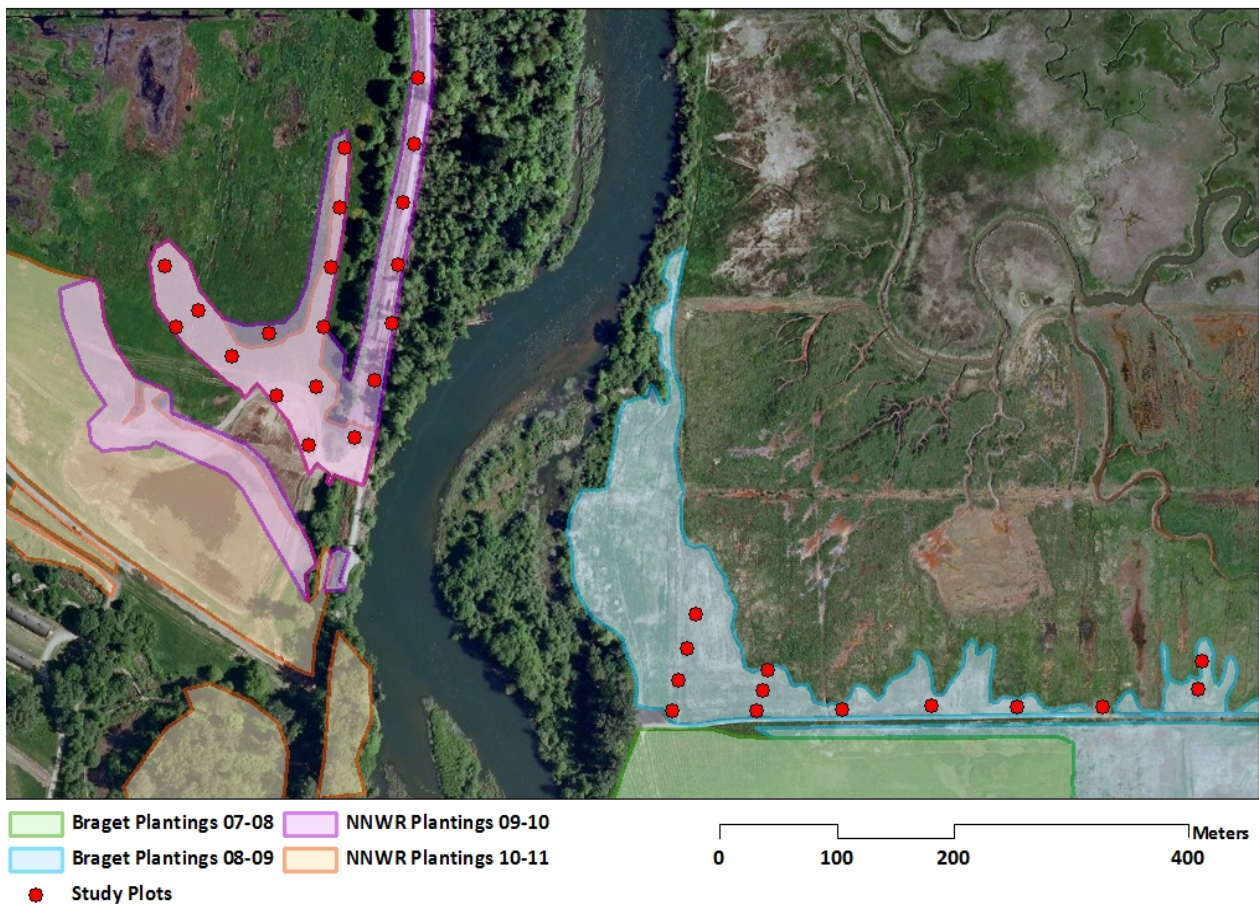 Braget Plantings 07-08
NNWR Plantings 09-10
Braget Plantings 08-09
NNWR Plantings 10-11
Study Plots
Meters
0 100 200 400